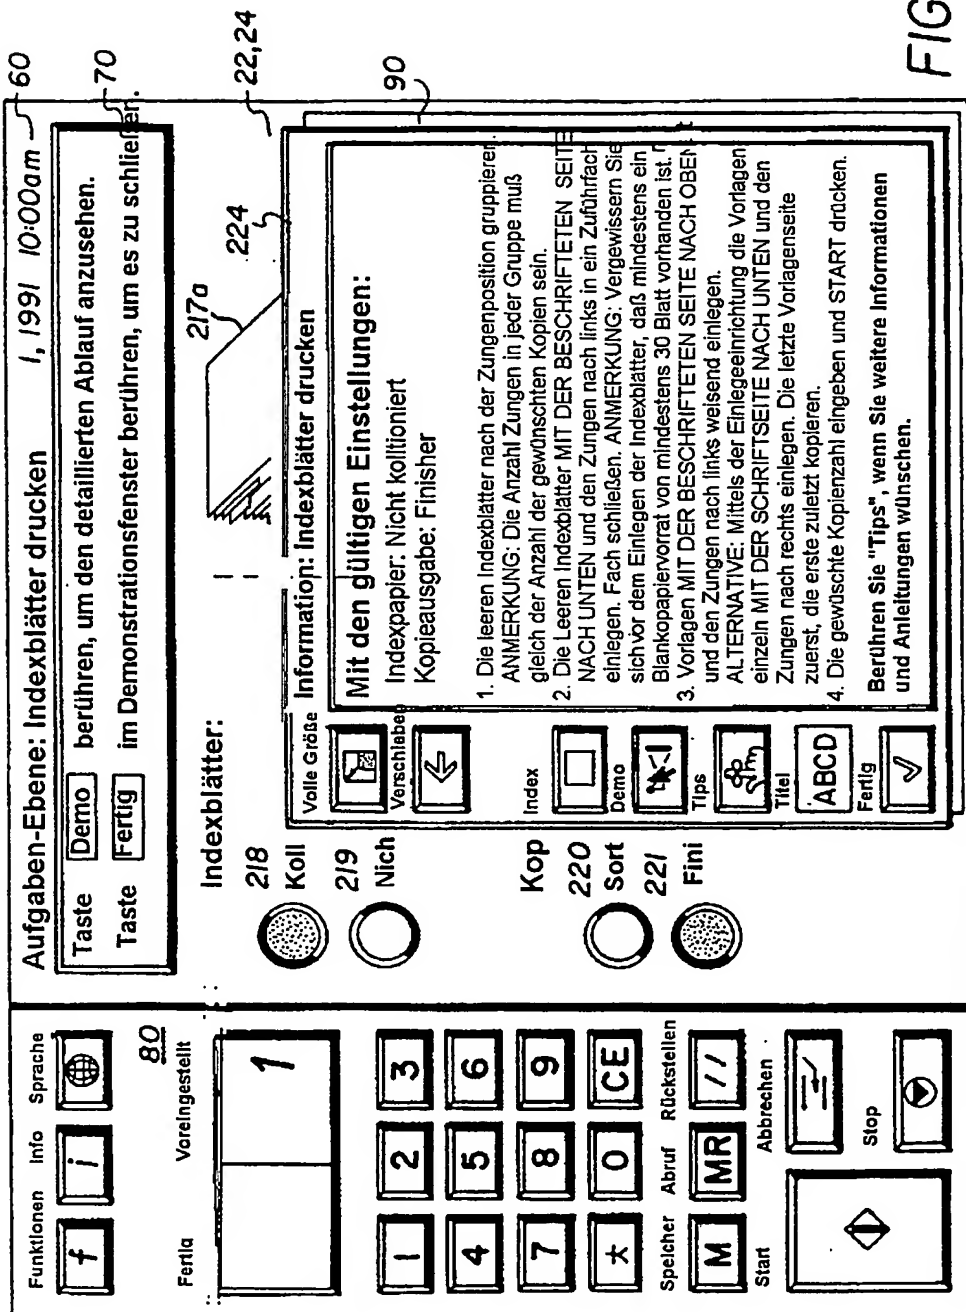 Aufgaben-Ebene: Indexblätter drucken 1, 1991 10:00am 60
Taste Demo berühren, um den detaillierten Ablauf anzusehen. 70
Taste Fertig im Demonstrationsfenster berühren, um es zu schließen.
22,24
90
217a
224
Indexblätter:
218
Koll
219
Nich
Kop
220
Sort
221
Fini
Information: Indexblätter drucken
Mit den gültigen Einstellungen:
Indexpapier: Nicht kolltioniert
Kopieausgabe: Finisher
1. Die leeren Indexblätter nach der Zungenposition gruppieren.
ANMERKUNG: Die Anzahl Zungen in jeder Gruppe muß
gleich der Anzahl der gewünschten Kopien sein.
2. Die Leeren Indexblätter MIT DER BESCHRIFTETEN SEITE
NACH UNTEN und den Zungen nach links in ein Zuführfach
einlegen. Fach schließen. ANMERKUNG: Vergewissern Sie
sich vor dem Einlegen der Indexblätter, daß mindestens ein
Blankopapiervorrat von mindestens 30 Blatt vorhanden ist.
3. Vorlagen MIT DER BESCHRIFTETEN SEITE NACH OBEN
und den Zungen nach links weisend einlegen.
ALTERNATIVE: Mittels der Einlegeeinrichtung die Vorlagen
einzeln MIT DER SCHRIFTSEITE NACH UNTEN und den
Zungen nach rechts einlegen. Die letzte Vorlagenseite
zuerst, die erste zuletzt kopieren.
4. Die gewüschte Kopienzahl eingeben und START drücken.
Berühren Sie "Tips", wenn Sie weitere Informationen
und Anleitungen wünschen.
Volle Größe
Verschieben
Index
Demo
Tips
Titel
ABCD
Fertig
Funktionen Info Sprache
f i
80
Fertig Voreingestellt
1
1 2 3
4 5 6
7 8 9
* 0 CE
Speicher Abruf Rückstellen
M MR //
Start Abbrechen
Stop
FIG